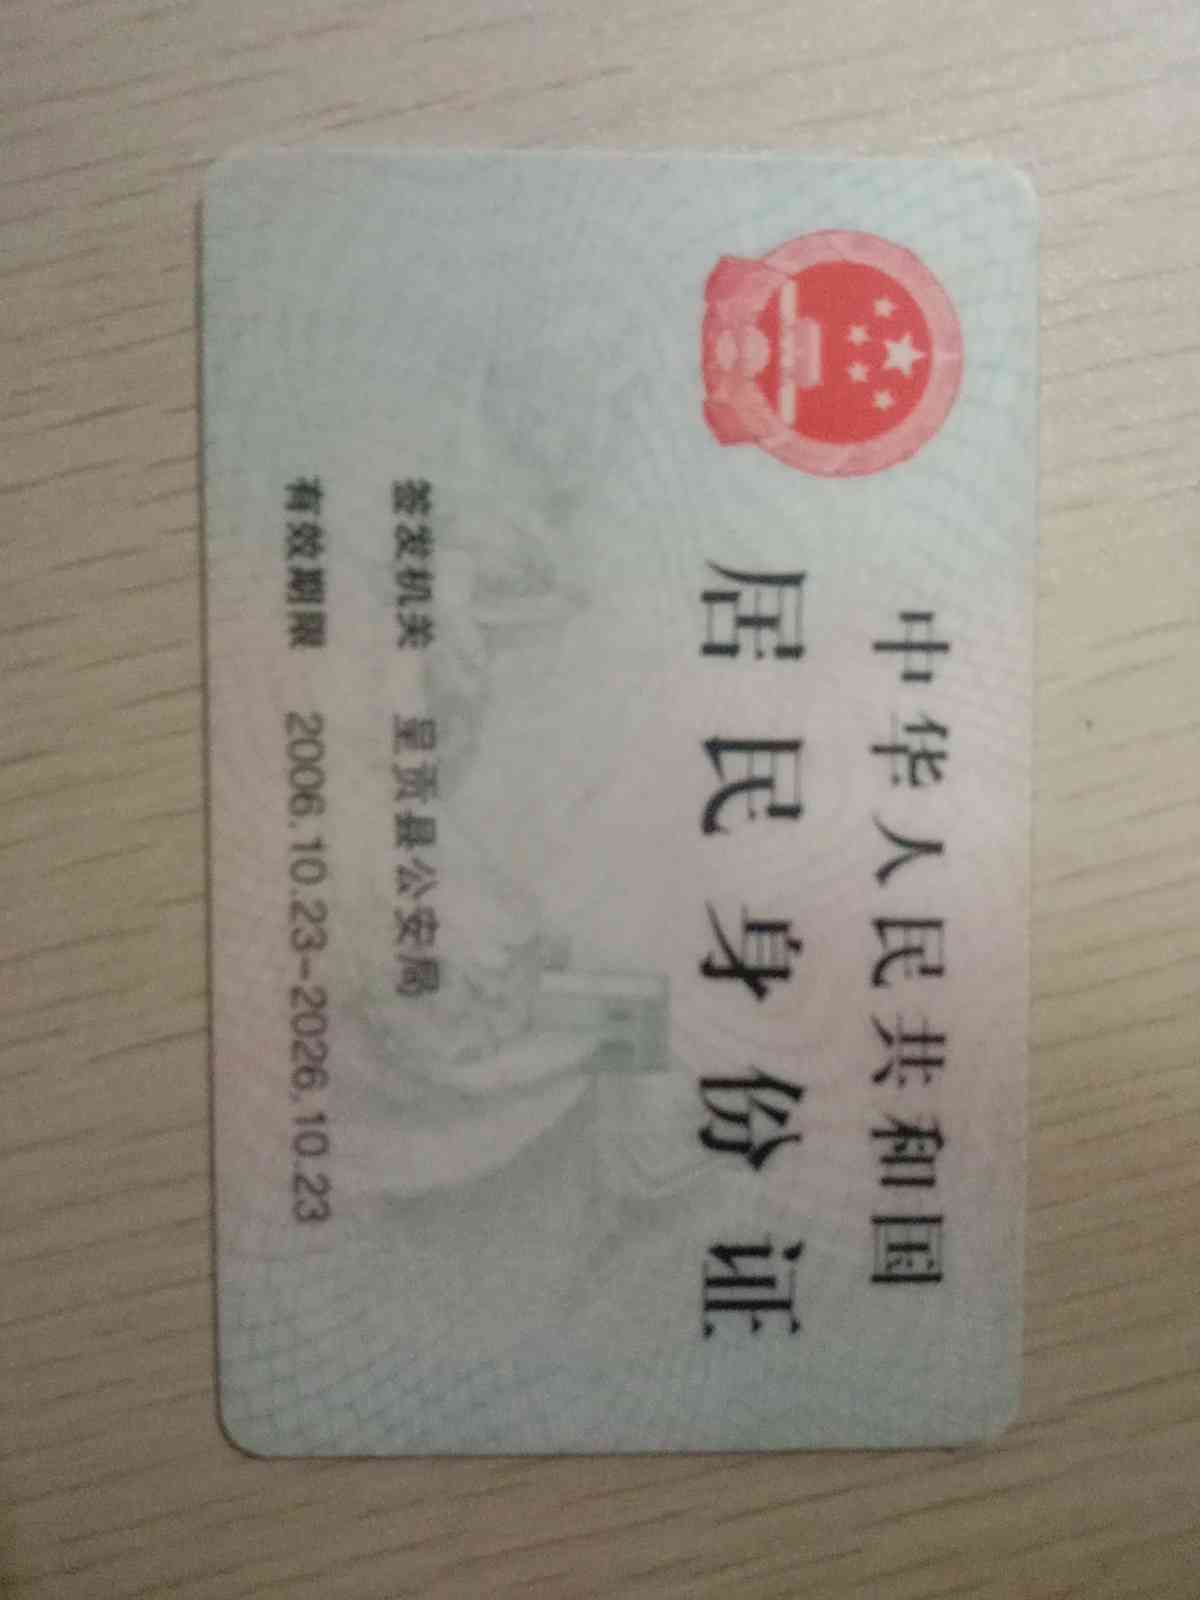 中华人民共和国
居民身份证
签发机关 呈贡县公安局
有效期限 2006.10.23-2026.10.23